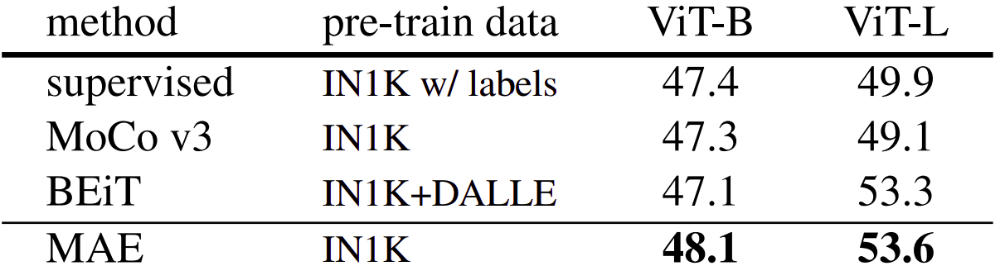 method pre-train data ViT-B ViT-L
supervised IN1K w/ labels 47.4 49.9
MoCo v3 IN1K 47.3 49.1
BEiT IN1K+DALLE 47.1 53.3
MAE IN1K 48.1 53.6